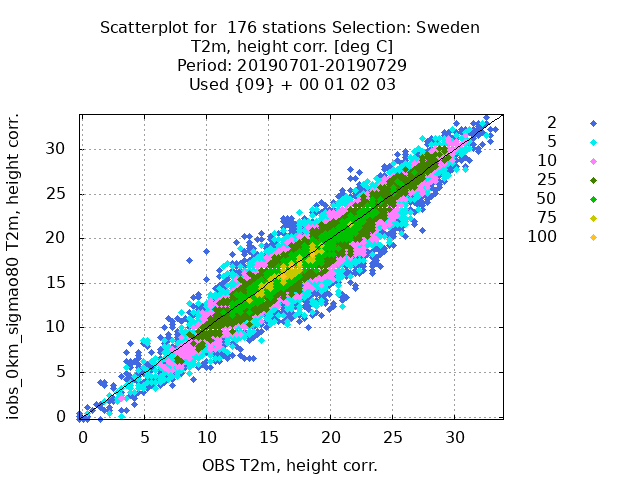 Scatterplot for  176 stations Selection: Sweden
T2m, height corr. [deg C]
Period: 20190701-20190729
Used {09} + 00 01 02 03
iobs_0km_sigmao80 T2m, height corr.
30
25
20
15
10
5
0
0 5 10 15 20 25 30
OBS T2m, height corr.
2
5
10
25
50
75
100